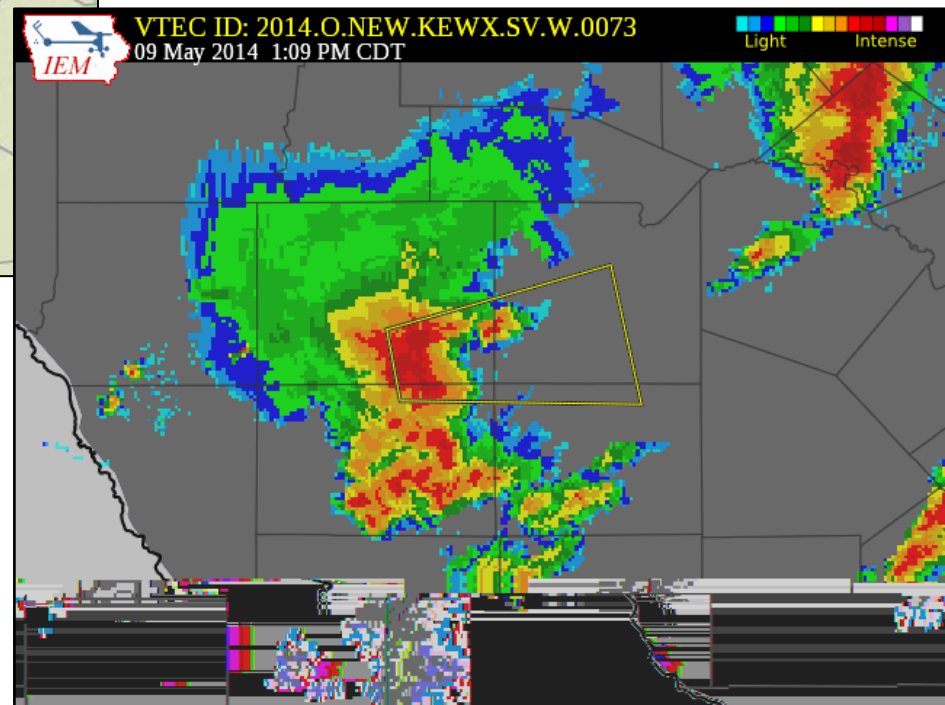 VTEC ID: 2014.O.NEW.KEWX.SV.W.0073
09 May 2014 1:09 PM CDT
IEM
Light
Intense